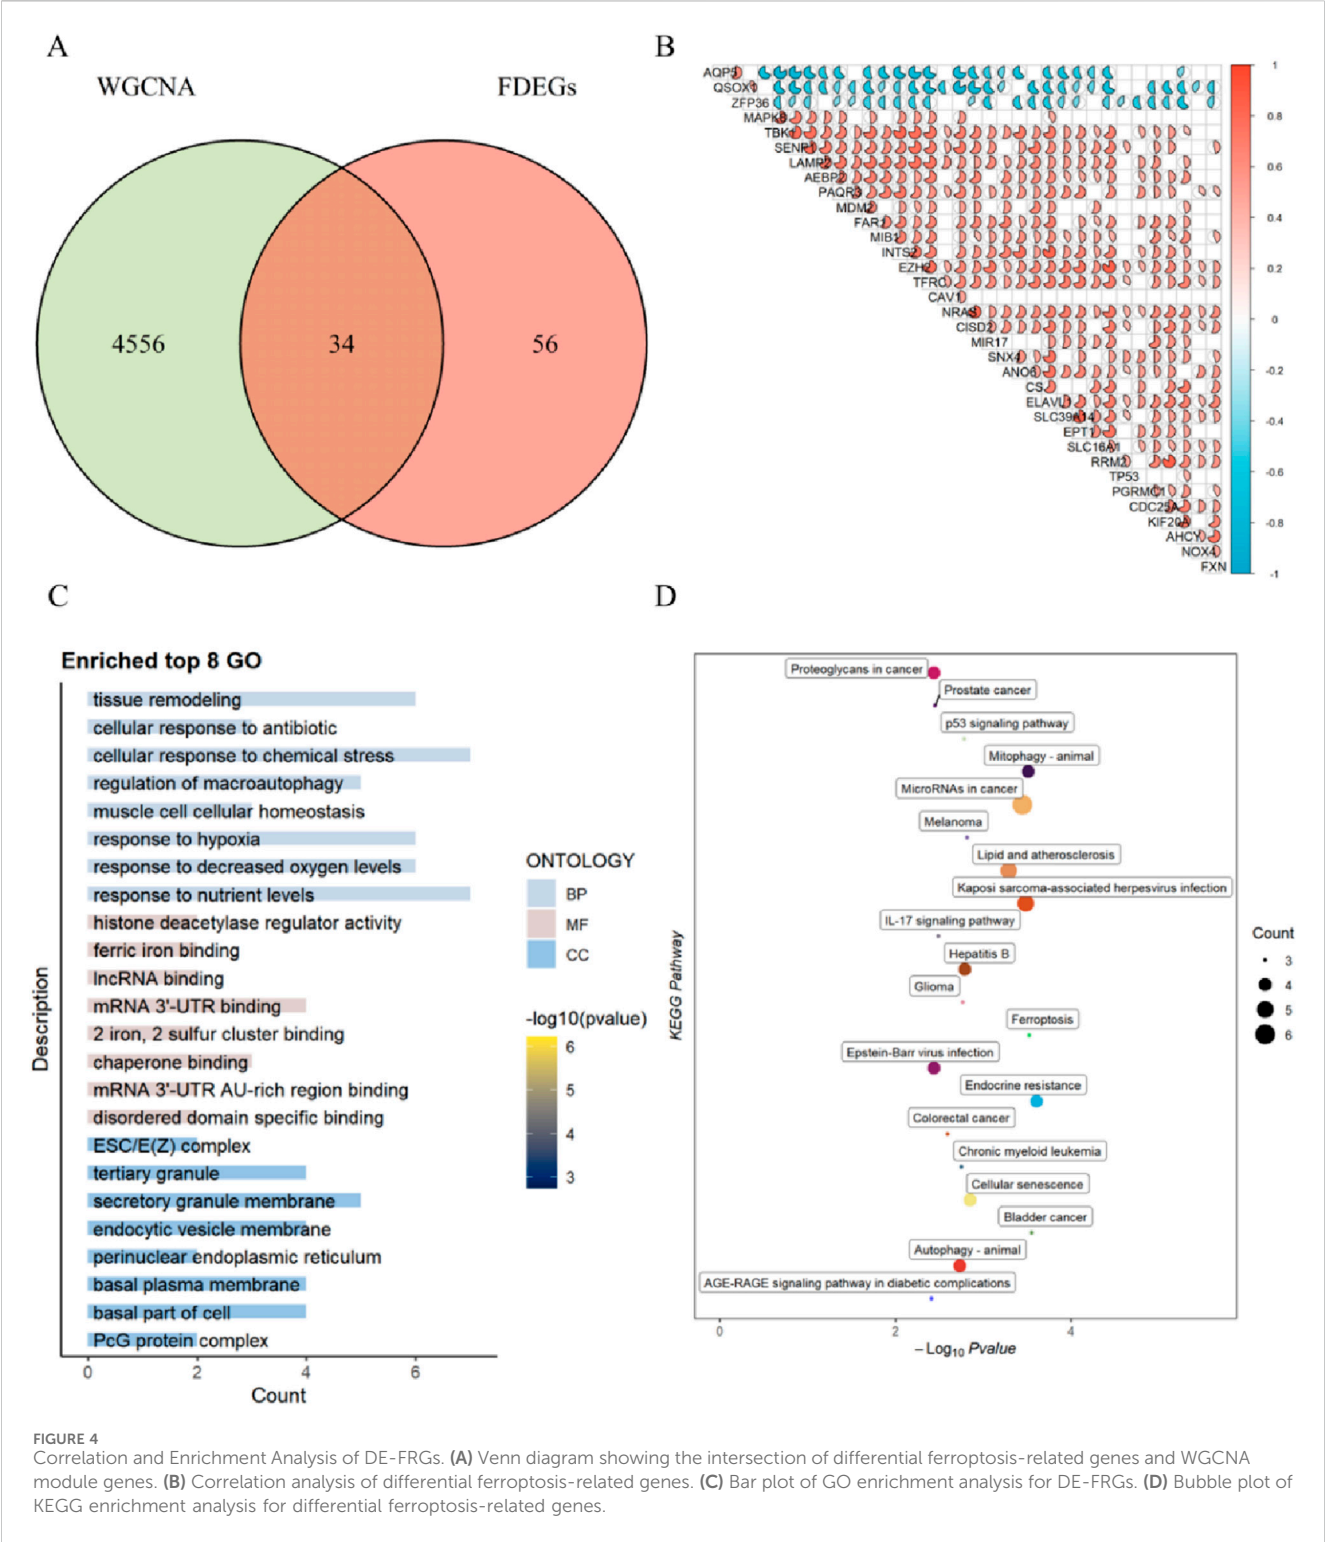 A
WGCNA
FDEGs
4556
34
56
B
AQP5
QSOX1
ZFP36
MAPK8
TBK1
SENP1
LAMP2
AEBP2
PAQR3
MDM2
FAR1
MIB1
INTS2
EZH2
TFRC
CAV1
NRAS
CISD2
MIR17
SNX4
ANO6
CS
ELAVL1
SLC39A14
EPT1
SLC16A1
RRM2
TP53
PGRMC1
CDC25A
KIF20A
AHCY
NOX4
FXN
1
0.8
0.6
0.4
0.2
0
-0.2
-0.4
-0.6
-0.8
-1
C
Enriched top 8 GO
Description
tissue remodeling
cellular response to antibiotic
cellular response to chemical stress
regulation of macroautophagy
muscle cell cellular homeostasis
response to hypoxia
response to decreased oxygen levels
response to nutrient levels
histone deacetylase regulator activity
ferric iron binding
lncRNA binding
mRNA 3'-UTR binding
2 iron, 2 sulfur cluster binding
chaperone binding
mRNA 3'-UTR AU-rich region binding
disordered domain specific binding
ESC/E(Z) complex
tertiary granule
secretory granule membrane
endocytic vesicle membrane
perinuclear endoplasmic reticulum
basal plasma membrane
basal part of cell
PcG protein complex
0 2 4 6
Count
ONTOLOGY
BP
MF
CC
-log10(pvalue)
6
5
4
3
D
KEGG Pathway
Proteoglycans in cancer
Prostate cancer
p53 signaling pathway
Mitophagy - animal
MicroRNAs in cancer
Melanoma
Lipid and atherosclerosis
Kaposi sarcoma-associated herpesvirus infection
IL-17 signaling pathway
Hepatitis B
Glioma
Ferroptosis
Epstein-Barr virus infection
Endocrine resistance
Colorectal cancer
Chronic myeloid leukemia
Cellular senescence
Bladder cancer
Autophagy - animal
AGE-RAGE signaling pathway in diabetic complications
0 2 4
−Log10 Pvalue
Count
3
4
5
6
FIGURE 4
Correlation and Enrichment Analysis of DE-FRGs. (A) Venn diagram showing the intersection of differential ferroptosis-related genes and WGCNA
module genes. (B) Correlation analysis of differential ferroptosis-related genes. (C) Bar plot of GO enrichment analysis for DE-FRGs. (D) Bubble plot of
KEGG enrichment analysis for differential ferroptosis-related genes.